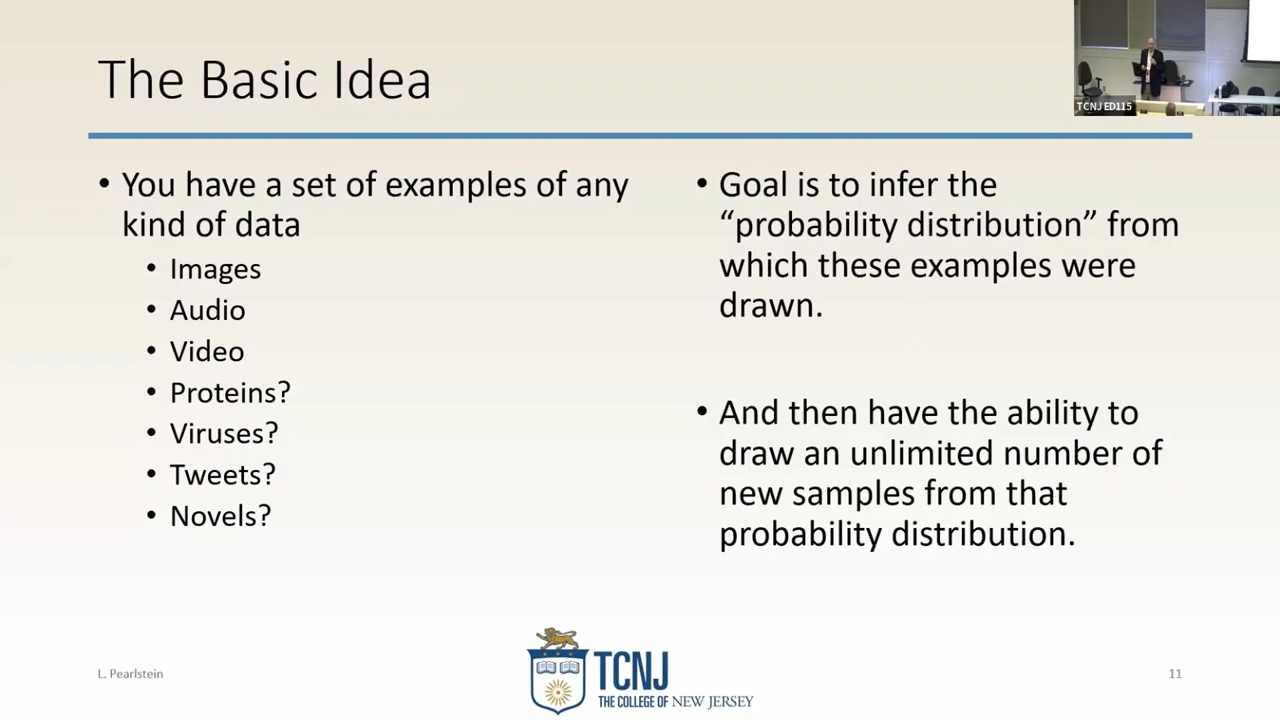 The Basic Idea
TCNJ ED115
• You have a set of examples of any
kind of data
• Images
• Audio
• Video
• Proteins?
• Viruses?
• Tweets?
• Novels?
• Goal is to infer the
“probability distribution” from
which these examples were
drawn.
• And then have the ability to
draw an unlimited number of
new samples from that
probability distribution.
L. Pearlstein
TCNJ
THE COLLEGE OF NEW JERSEY
11